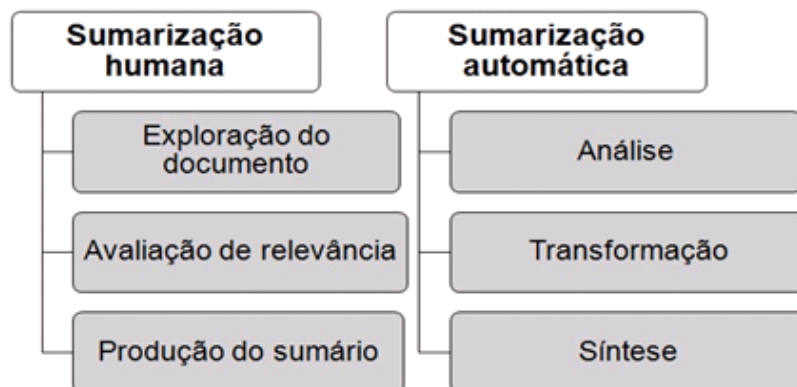 Sumarização
humana
Exploração do
documento
Avaliação de relevância
Produção do sumário
Sumarização
automática
Análise
Transformação
Síntese